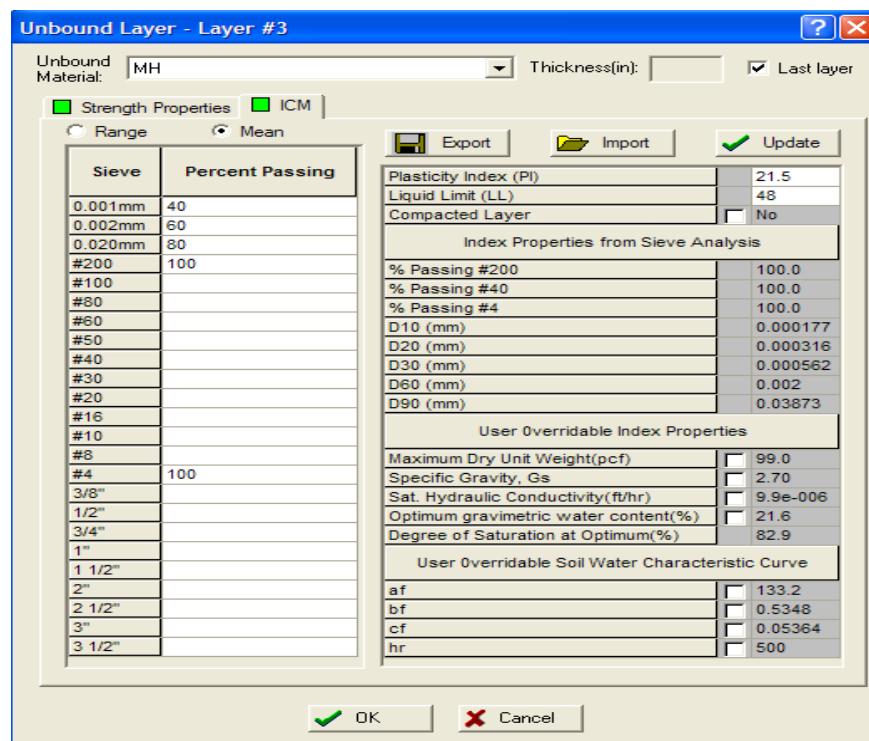 Unbound Layer - Layer #3
Unbound Material: MH Thickness(in): Last layer
Strength Properties ICM
Range Mean
Export Import Update
Sieve Percent Passing
0.001mm 40
0.002mm 60
0.020mm 80
#200 100
#100
#80
#60
#50
#40
#30
#20
#16
#10
#8
#4 100
3/8"
1/2"
3/4"
1"
1 1/2"
2"
2 1/2"
3"
3 1/2"
Plasticity Index (PI) 21.5
Liquid Limit (LL) 48
Compacted Layer No
Index Properties from Sieve Analysis
% Passing #200 100.0
% Passing #40 100.0
% Passing #4 100.0
D10 (mm) 0.000177
D20 (mm) 0.000316
D30 (mm) 0.000562
D60 (mm) 0.002
D90 (mm) 0.03873
User Overridable Index Properties
Maximum Dry Unit Weight(pcf) 99.0
Specific Gravity, Gs 2.70
Sat. Hydraulic Conductivity(ft/hr) 9.9e-006
Optimum gravimetric water content(%) 21.6
Degree of Saturation at Optimum(%) 82.9
User Overridable Soil Water Characteristic Curve
af 133.2
bf 0.5348
cf 0.05364
hr 500
OK Cancel